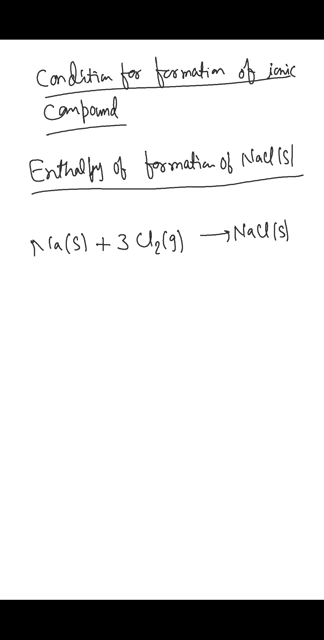 Condition for formation of ionic
compound
Enthalpy of formation of NaCl(s)
Na(s) + 3 Cl₂(g) → NaCl(s)